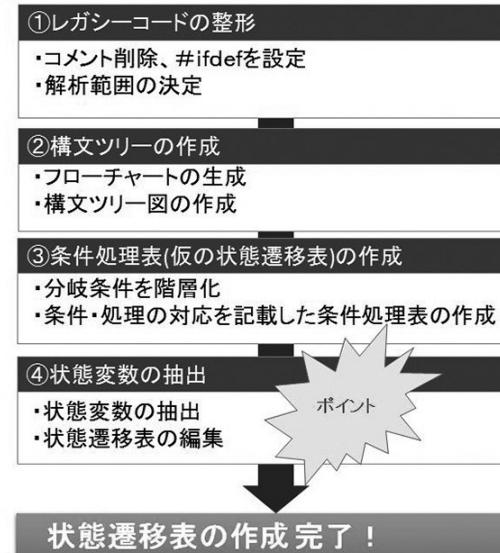 ①レガシーコードの整形
・コメント削除、#ifdefを設定
・解析範囲の決定
②構文ツリーの作成
・フローチャートの生成
・構文ツリー図の作成
③条件処理表(仮の状態遷移表)の作成
・分岐条件を階層化
・条件・処理の対応を記載した条件処理表の作成
④状態変数の抽出
・状態変数の抽出
・状態遷移表の編集
ポイント
状態遷移表の作成完了！